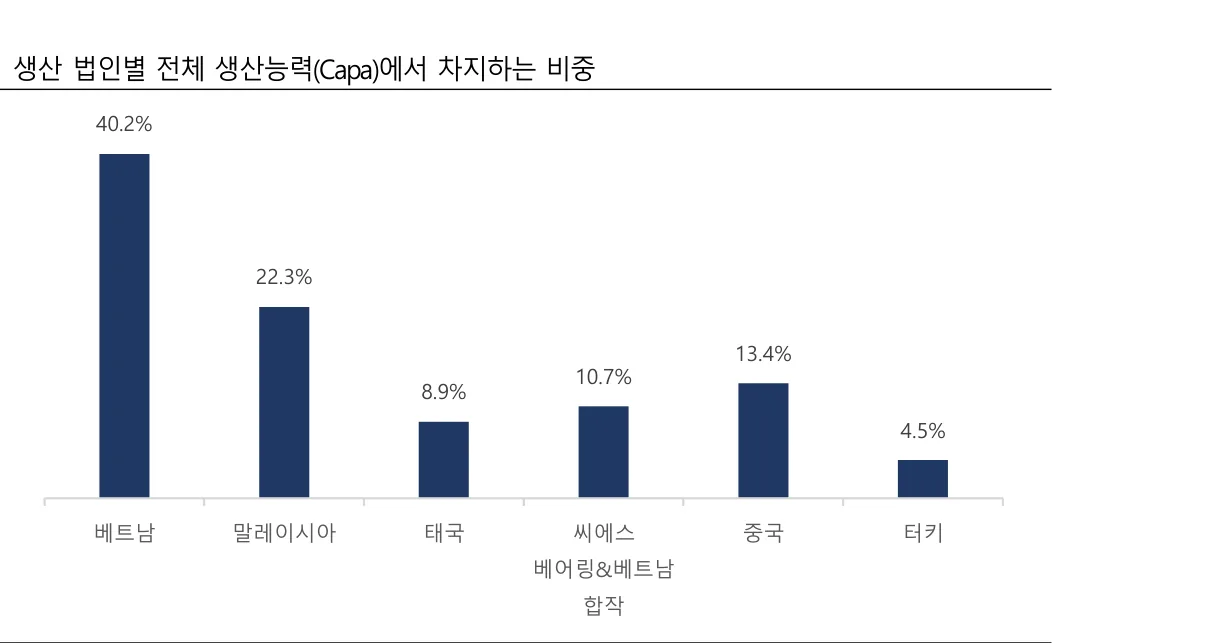 생산 법인별 전체 생산능력(Capa)에서 차지하는 비중
40.2%
22.3%
8.9%
10.7%
13.4%
4.5%
베트남 말레이시아 태국 씨에스 중국 터키
베어링&베트남
합작